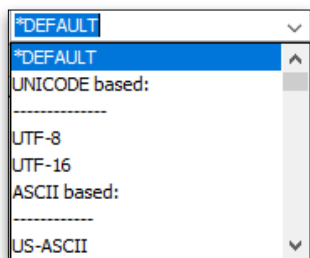 *DEFAULT
*DEFAULT
UNICODE based:
--------------
UTF-8
UTF-16
ASCII based:
------------
US-ASCII